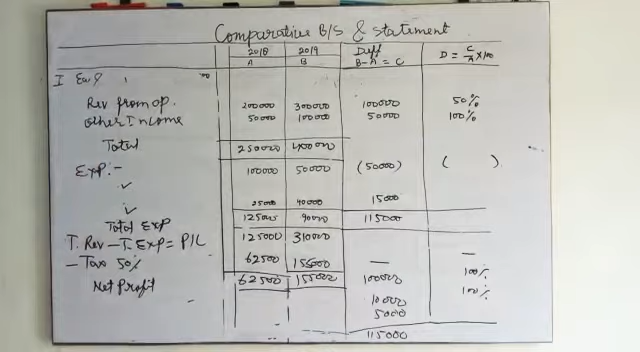 Comparative B/S & Statement
2018 2019 Diff
A B B-A = C D = C/A x 100
I
Rev from op. 200000 300000 100000 50%
Other Income 50000 100000 50000 100%
Total 250000 400000
Exp:- 100000 50000 (50000) ( )
25000 40000 15000
Total Exp 125000 90000 115000
T. Rev - T. Exp = P/L 125000 310000
- Tax 50% 62500 155000 — —
Net Profit 62500 155000 100000 100%
10000 100%
5000
115000